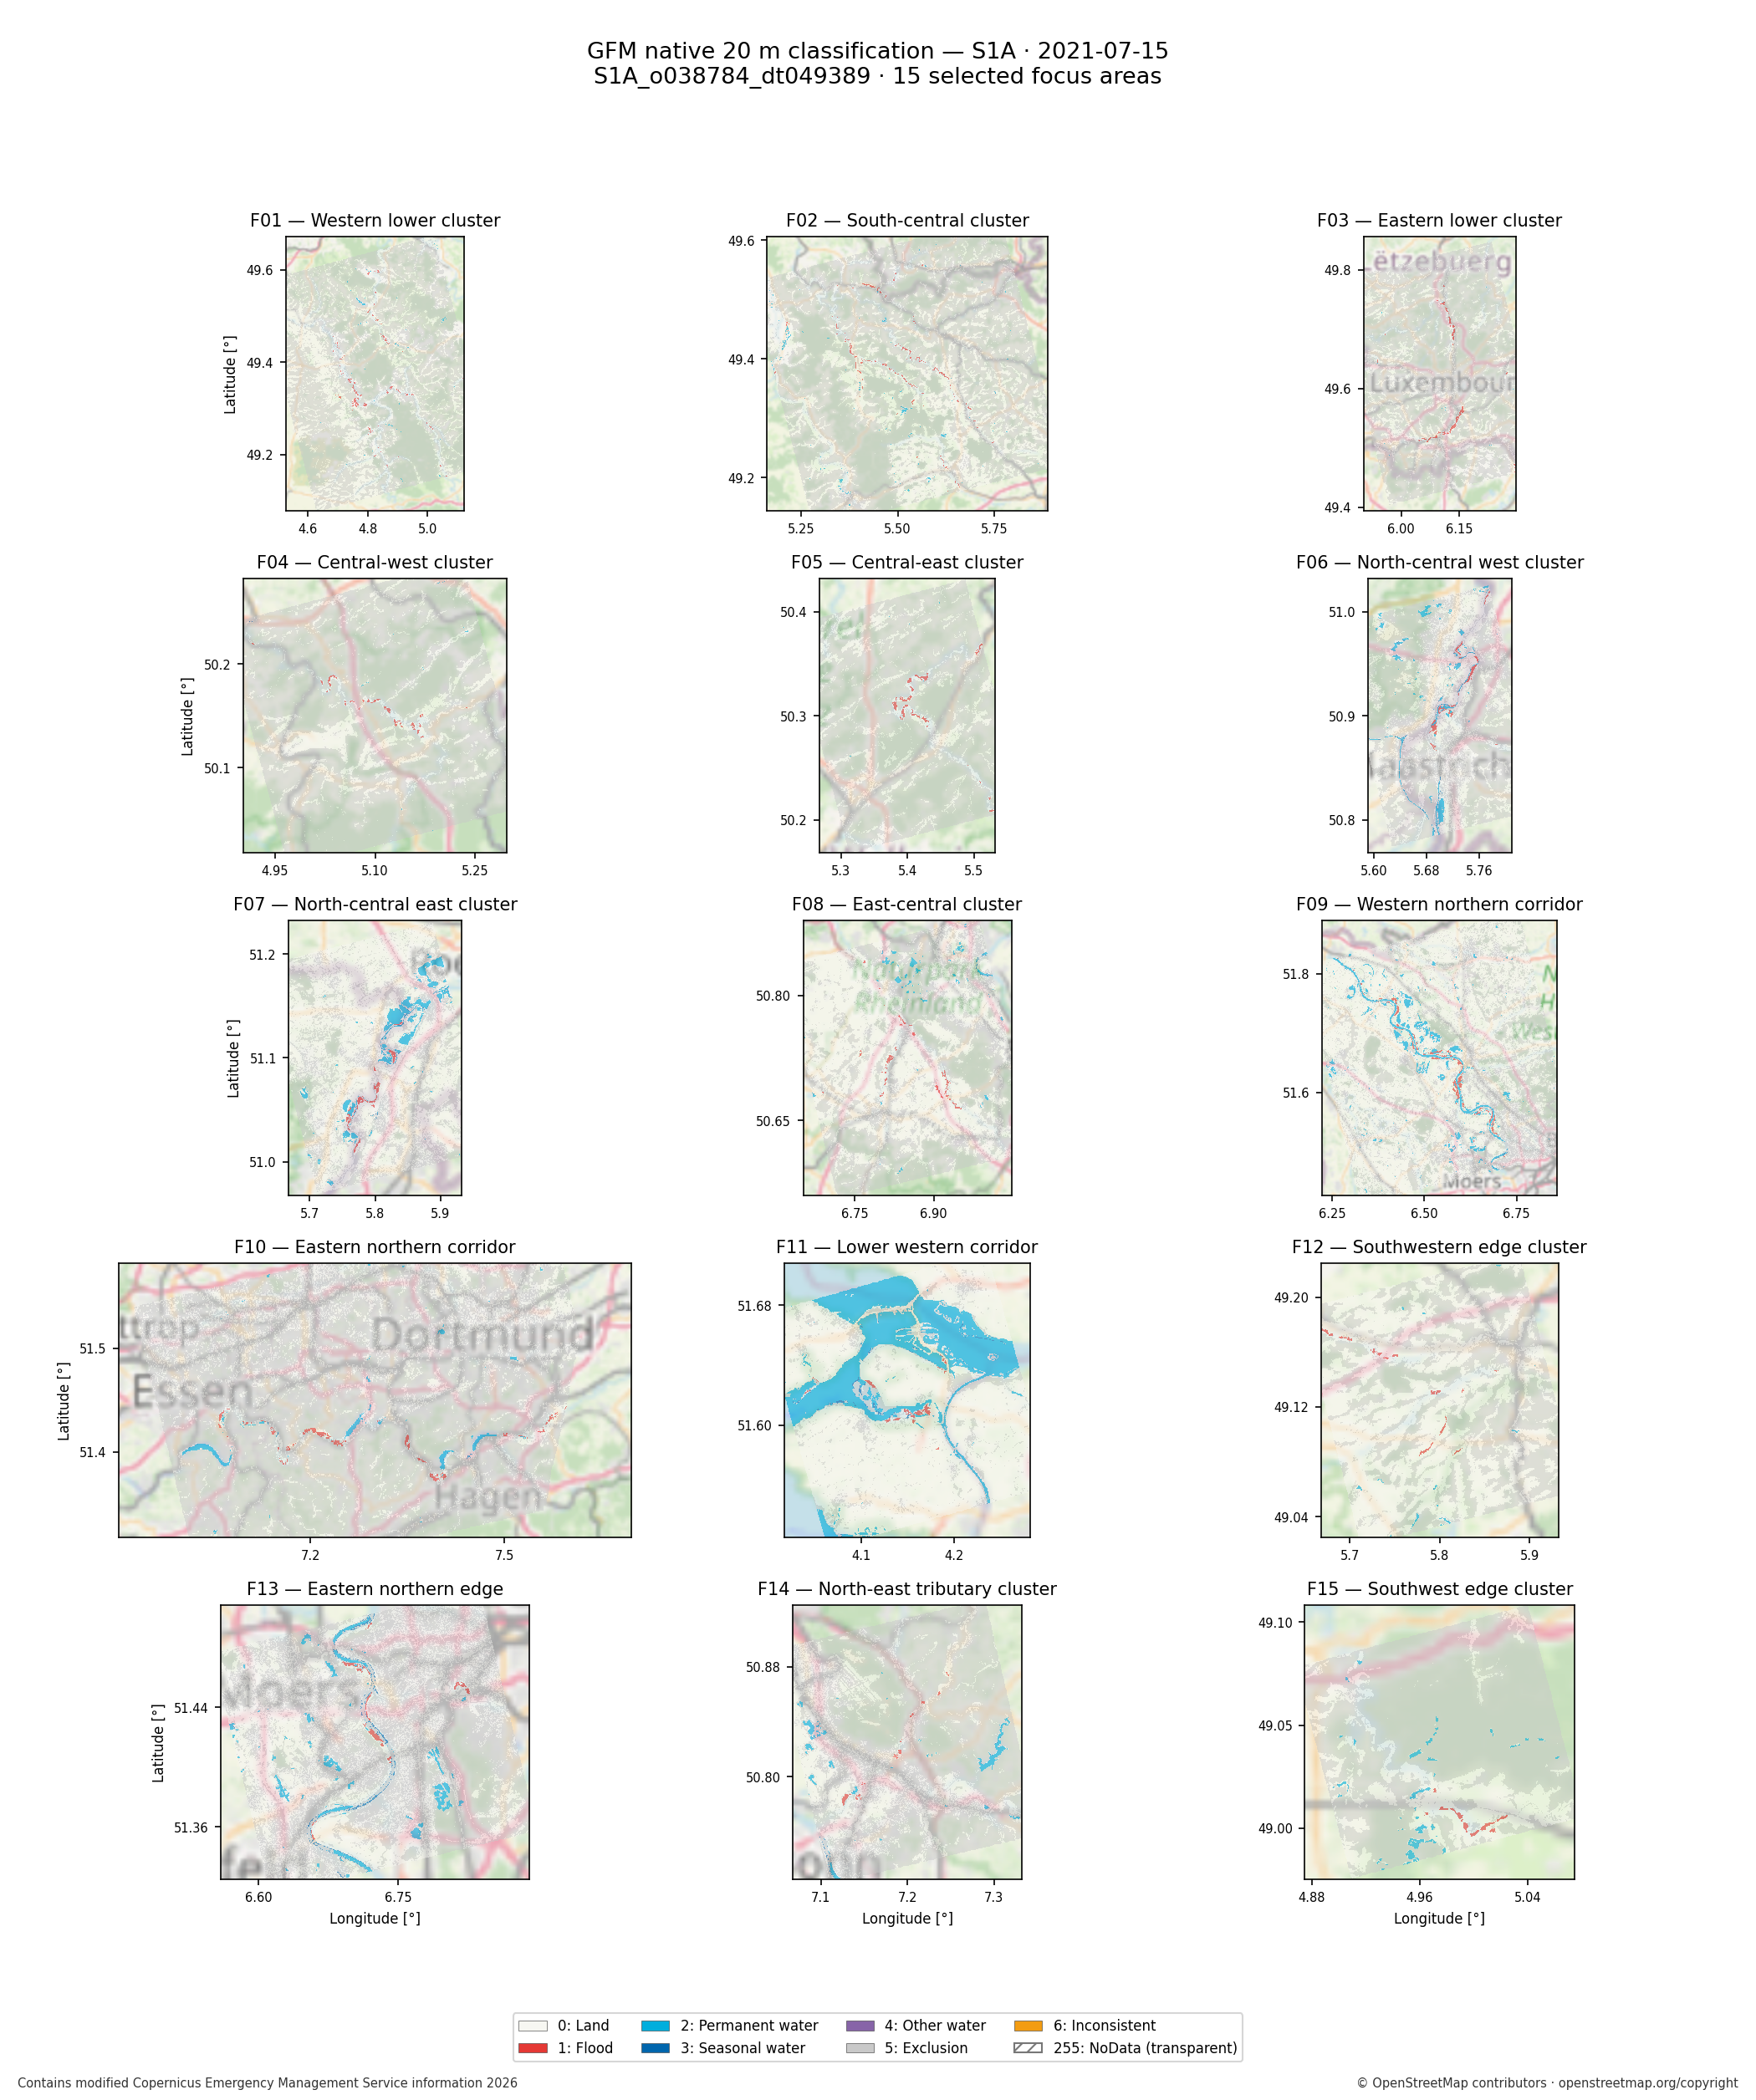 GFM native 20 m classification — S1A · 2021-07-15
S1A_o038784_dt049389 · 15 selected focus areas
F01 — Western lower cluster
F02 — South-central cluster
F03 — Eastern lower cluster
Latitude [°]
49.6
49.4
49.2
4.6 4.8 5.0
49.6
49.4
49.2
5.25 5.50 5.75
49.8
49.6
49.4
6.00 6.15
ëtzebuerg
Luxembour
F04 — Central-west cluster
F05 — Central-east cluster
F06 — North-central west cluster
Latitude [°]
50.2
50.1
4.95 5.10 5.25
50.4
50.3
50.2
5.3 5.4 5.5
51.0
50.9
50.8
5.60 5.68 5.76
aastrich
F07 — North-central east cluster
F08 — East-central cluster
F09 — Western northern corridor
Latitude [°]
51.2
51.1
51.0
5.7 5.8 5.9
50.80
50.65
6.75 6.90
Rheinland
51.8
51.6
6.25 6.50 6.75
Moers
F10 — Eastern northern corridor
F11 — Lower western corridor
F12 — Southwestern edge cluster
Latitude [°]
51.5
51.4
7.2 7.5
ttrop
Dortmund
Essen
Hagen
51.68
51.60
4.1 4.2
49.20
49.12
49.04
5.7 5.8 5.9
F13 — Eastern northern edge
F14 — North-east tributary cluster
F15 — Southwest edge cluster
Latitude [°]
51.44
51.36
6.60 6.75
Longitude [°]
Moers
50.88
50.80
7.1 7.2 7.3
Longitude [°]
49.10
49.05
49.00
4.88 4.96 5.04
Longitude [°]
0: Land 2: Permanent water 4: Other water 6: Inconsistent
1: Flood 3: Seasonal water 5: Exclusion 255: NoData (transparent)
Contains modified Copernicus Emergency Management Service information 2026
© OpenStreetMap contributors · openstreetmap.org/copyright